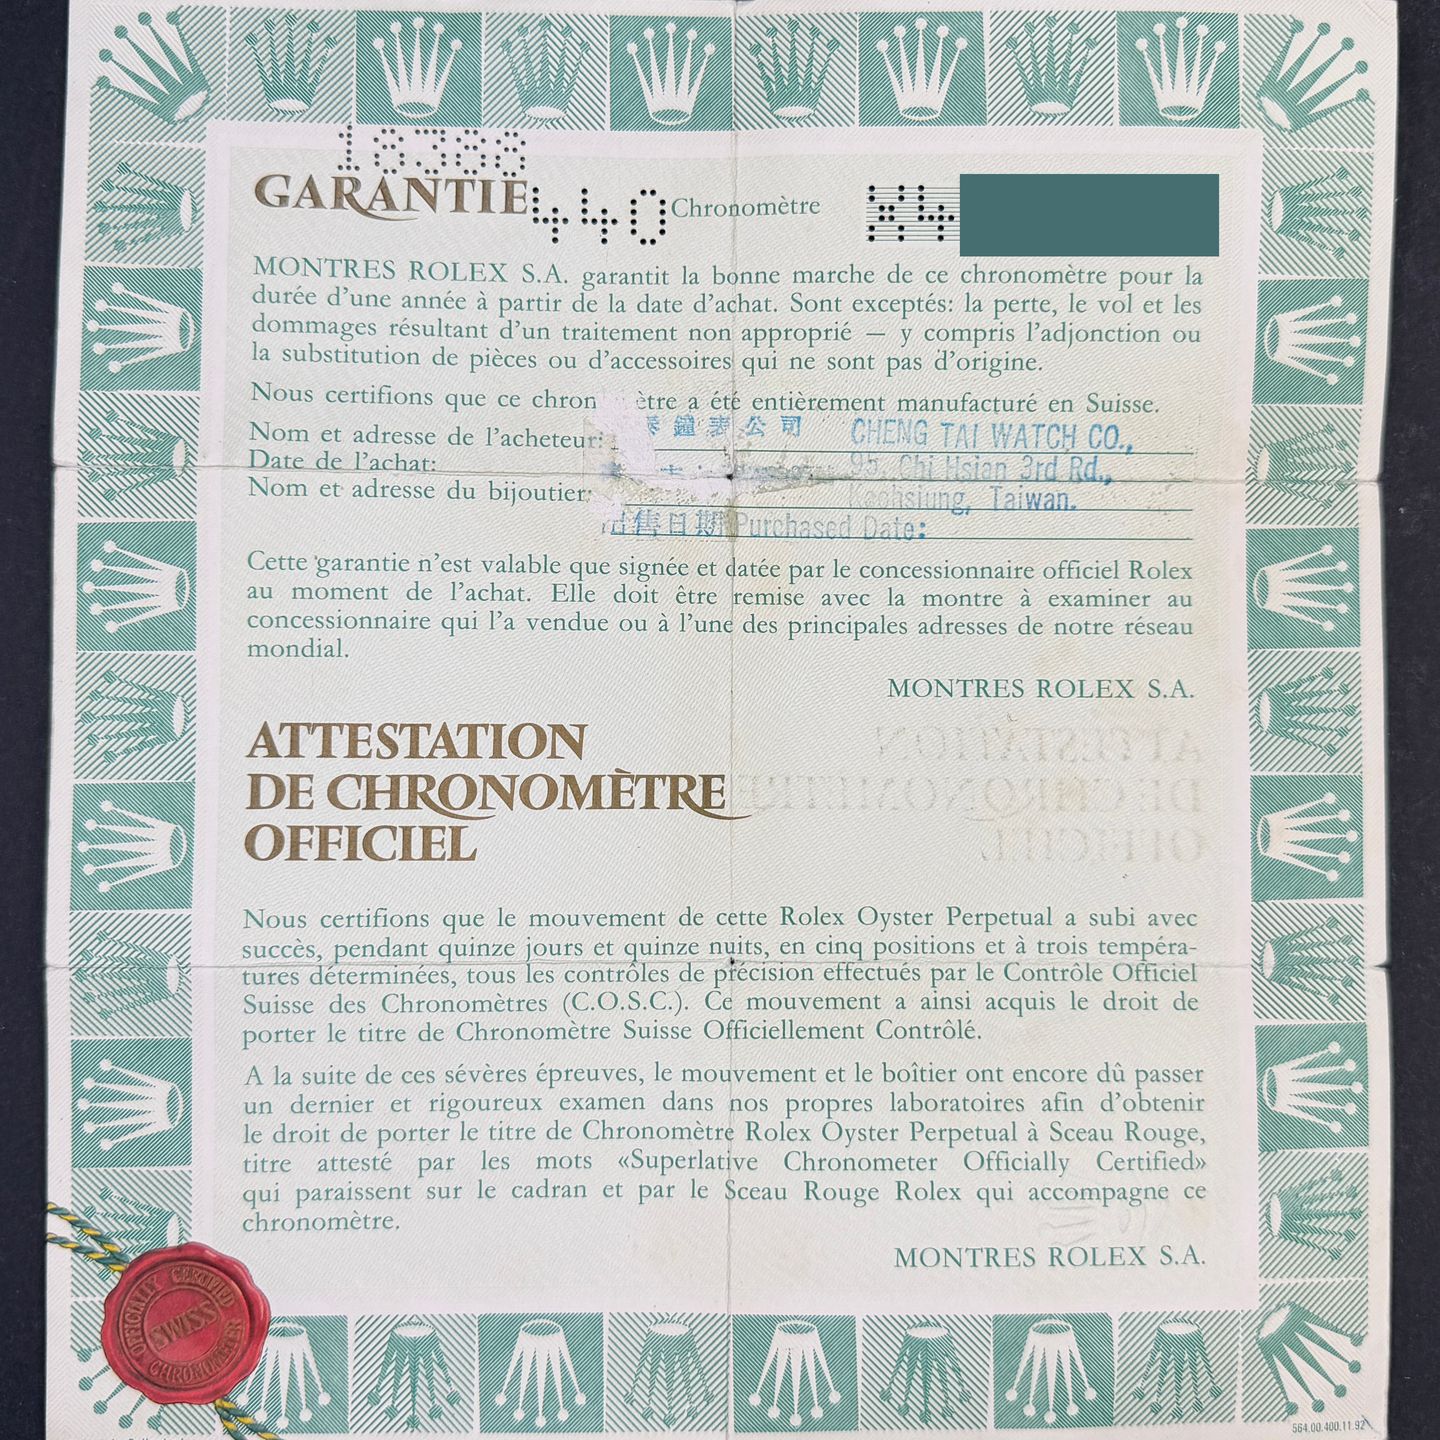 18388
GARANTIE 440 Chronomètre X4
MONTRES ROLEX S.A. garantit la bonne marche de ce chronomètre pour la
durée d'une année à partir de la date d'achat. Sont exceptés: la perte, le vol et les
dommages résultant d'un traitement non approprié — y compris l'adjonction ou
la substitution de pièces ou d'accessoires qui ne sont pas d'origine.
Nous certifions que ce chron ètre a été entièrement manufacturé en Suisse.
Nom et adresse de l'acheteur: 泰鐘表公司 CHENG TAI WATCH CO.,
Date de l'achat: 95, Chi Hsian 3rd Rd.,
Nom et adresse du bijoutier: Kaohsiung, Taiwan.
出售日期 Purchased Date:
Cette garantie n'est valable que signée et datée par le concessionnaire officiel Rolex
au moment de l'achat. Elle doit être remise avec la montre à examiner au
concessionnaire qui l'a vendue ou à l'une des principales adresses de notre réseau
mondial.
MONTRES ROLEX S.A.
ATTESTATION
DE CHRONOMÈTRE
OFFICIEL
Nous certifions que le mouvement de cette Rolex Oyster Perpetual a subi avec
succès, pendant quinze jours et quinze nuits, en cinq positions et à trois tempéra-
tures déterminées, tous les contrôles de précision effectués par le Contrôle Officiel
Suisse des Chronomètres (C.O.S.C.). Ce mouvement a ainsi acquis le droit de
porter le titre de Chronomètre Suisse Officiellement Contrôlé.
A la suite de ces sévères épreuves, le mouvement et le boîtier ont encore dû passer
un dernier et rigoureux examen dans nos propres laboratoires afin d'obtenir
le droit de porter le titre de Chronomètre Rolex Oyster Perpetual à Sceau Rouge,
titre attesté par les mots «Superlative Chronometer Officially Certified»
qui paraissent sur le cadran et par le Sceau Rouge Rolex qui accompagne ce
chronomètre.
MONTRES ROLEX S.A.
OFFICIALLY CERTIFIED
SWISS
CHRONOMETER
564.00.400.11.92